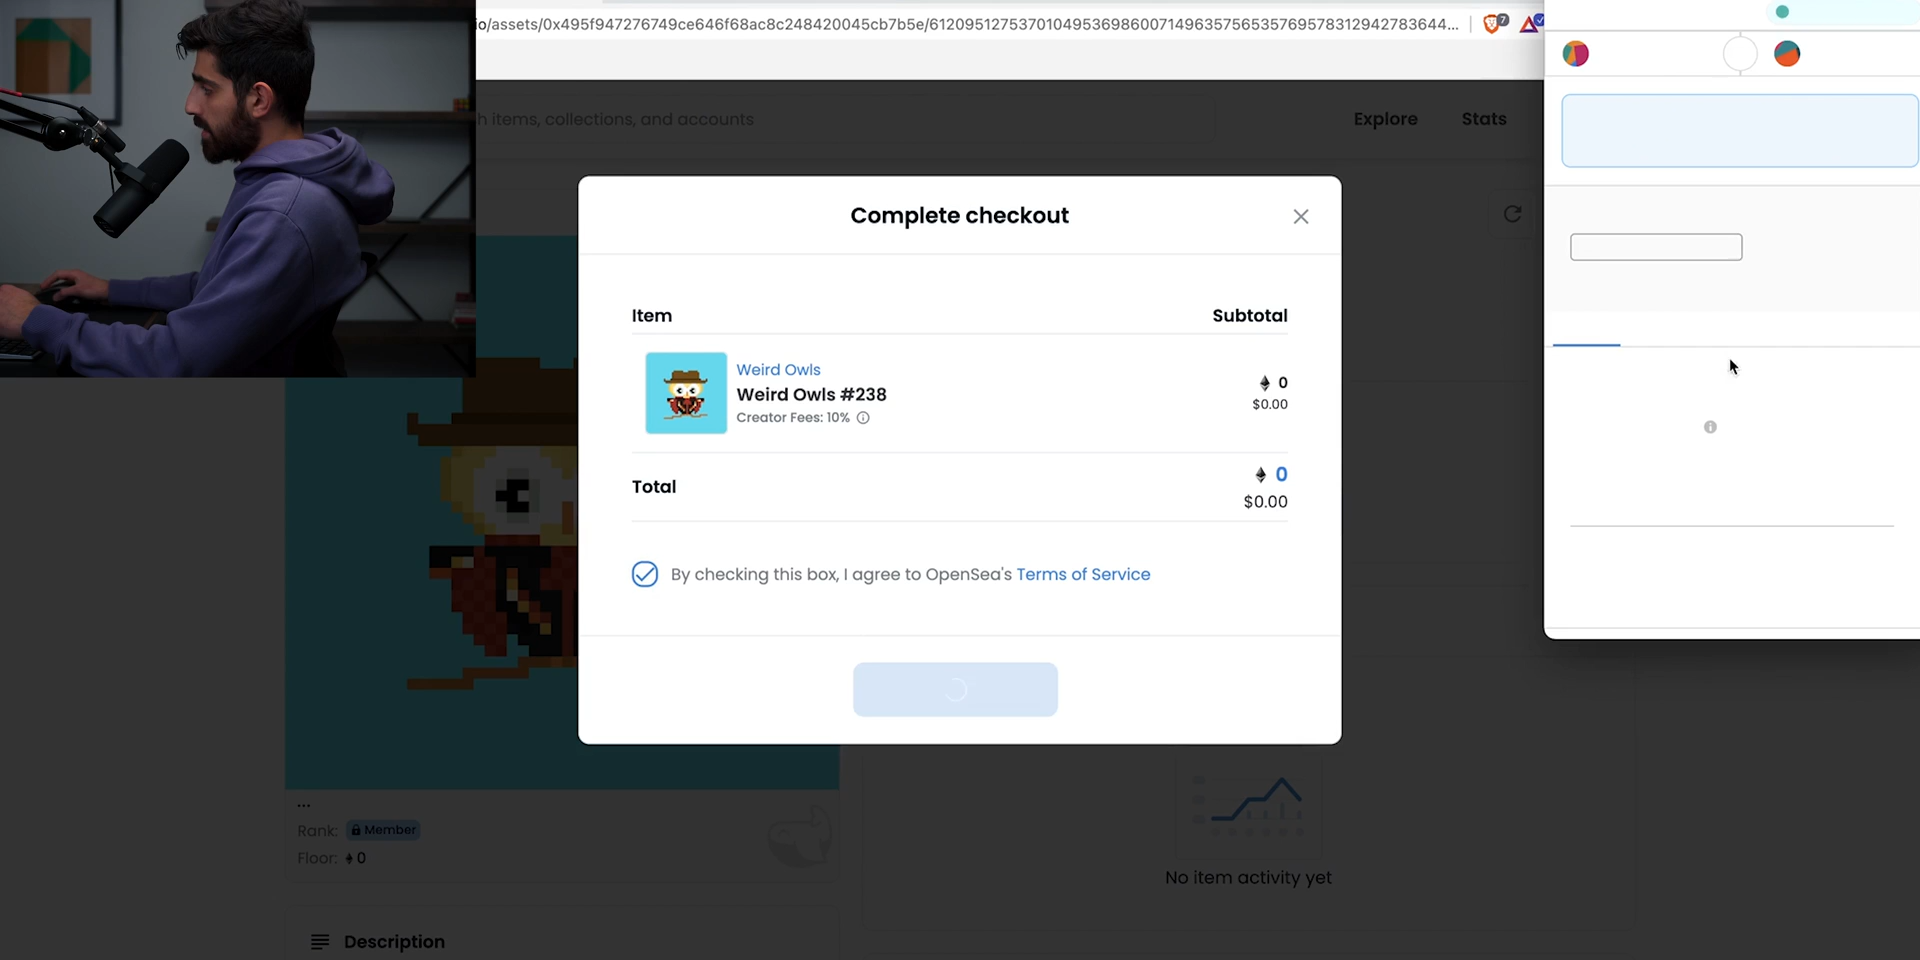 io/assets/0x495f947276749ce646f68ac8c248420045cb7b5e/61209512753701049536986007149635756535769578312942783644...
7
h items, collections, and accounts
Explore
Stats
Complete checkout
Item
Subtotal
Weird Owls
Weird Owls #238
Creator Fees: 10%
0
$0.00
Total
0
$0.00
By checking this box, I agree to OpenSea's Terms of Service
...
Rank: Member
Floor: 0
No item activity yet
Description